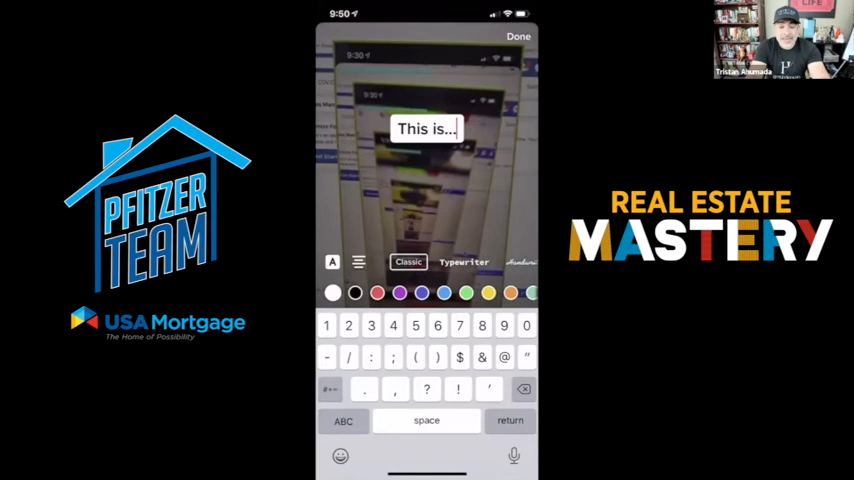 9:50
Done
9:30
9:30
This is...
A
Classic
Typewriter
1 2 3 4 5 6 7 8 9 0
- / : ; ( ) $ & @ "
#+= . , ? ! '
ABC space return
PFITZER
TEAM
USA Mortgage
The Home of Possibility
REAL ESTATE
MASTERY
LIFE
Tristan Ahumada